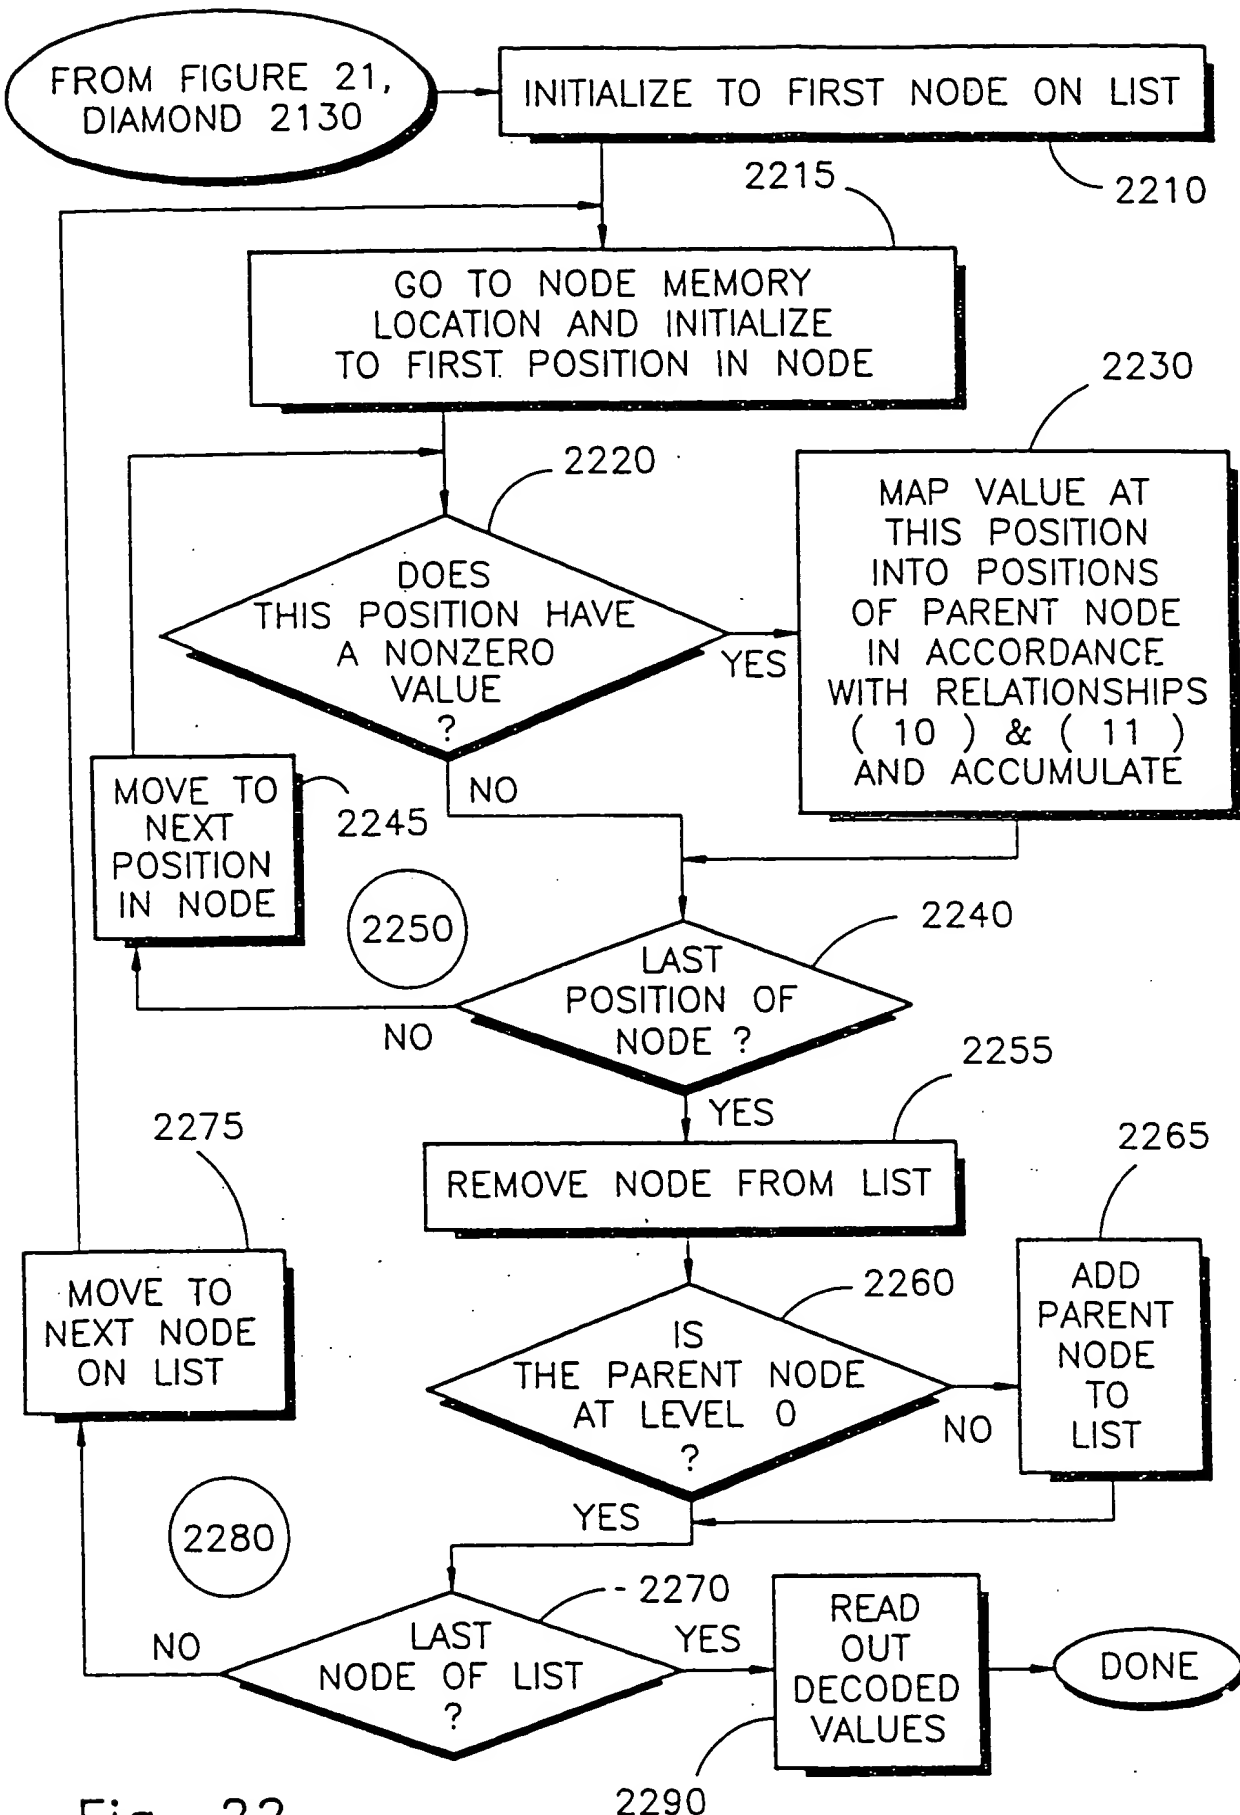 FROM FIGURE 21,
DIAMOND 2130
INITIALIZE TO FIRST NODE ON LIST
2210
2215
GO TO NODE MEMORY
LOCATION AND INITIALIZE
TO FIRST POSITION IN NODE
2220
2230
DOES
THIS POSITION HAVE
A NONZERO
VALUE
?
YES
NO
MAP VALUE AT
THIS POSITION
INTO POSITIONS
OF PARENT NODE
IN ACCORDANCE
WITH RELATIONSHIPS
( 10 ) & ( 11 )
AND ACCUMULATE
MOVE TO
NEXT
POSITION
IN NODE
2245
2250
2240
LAST
POSITION OF
NODE ?
NO
YES
2255
REMOVE NODE FROM LIST
2275
MOVE TO
NEXT NODE
ON LIST
2260
IS
THE PARENT NODE
AT LEVEL 0
?
NO
YES
2265
ADD
PARENT
NODE
TO
LIST
2280
2270
LAST
NODE OF LIST
?
NO
YES
READ
OUT
DECODED
VALUES
2290
DONE
Fig. 22